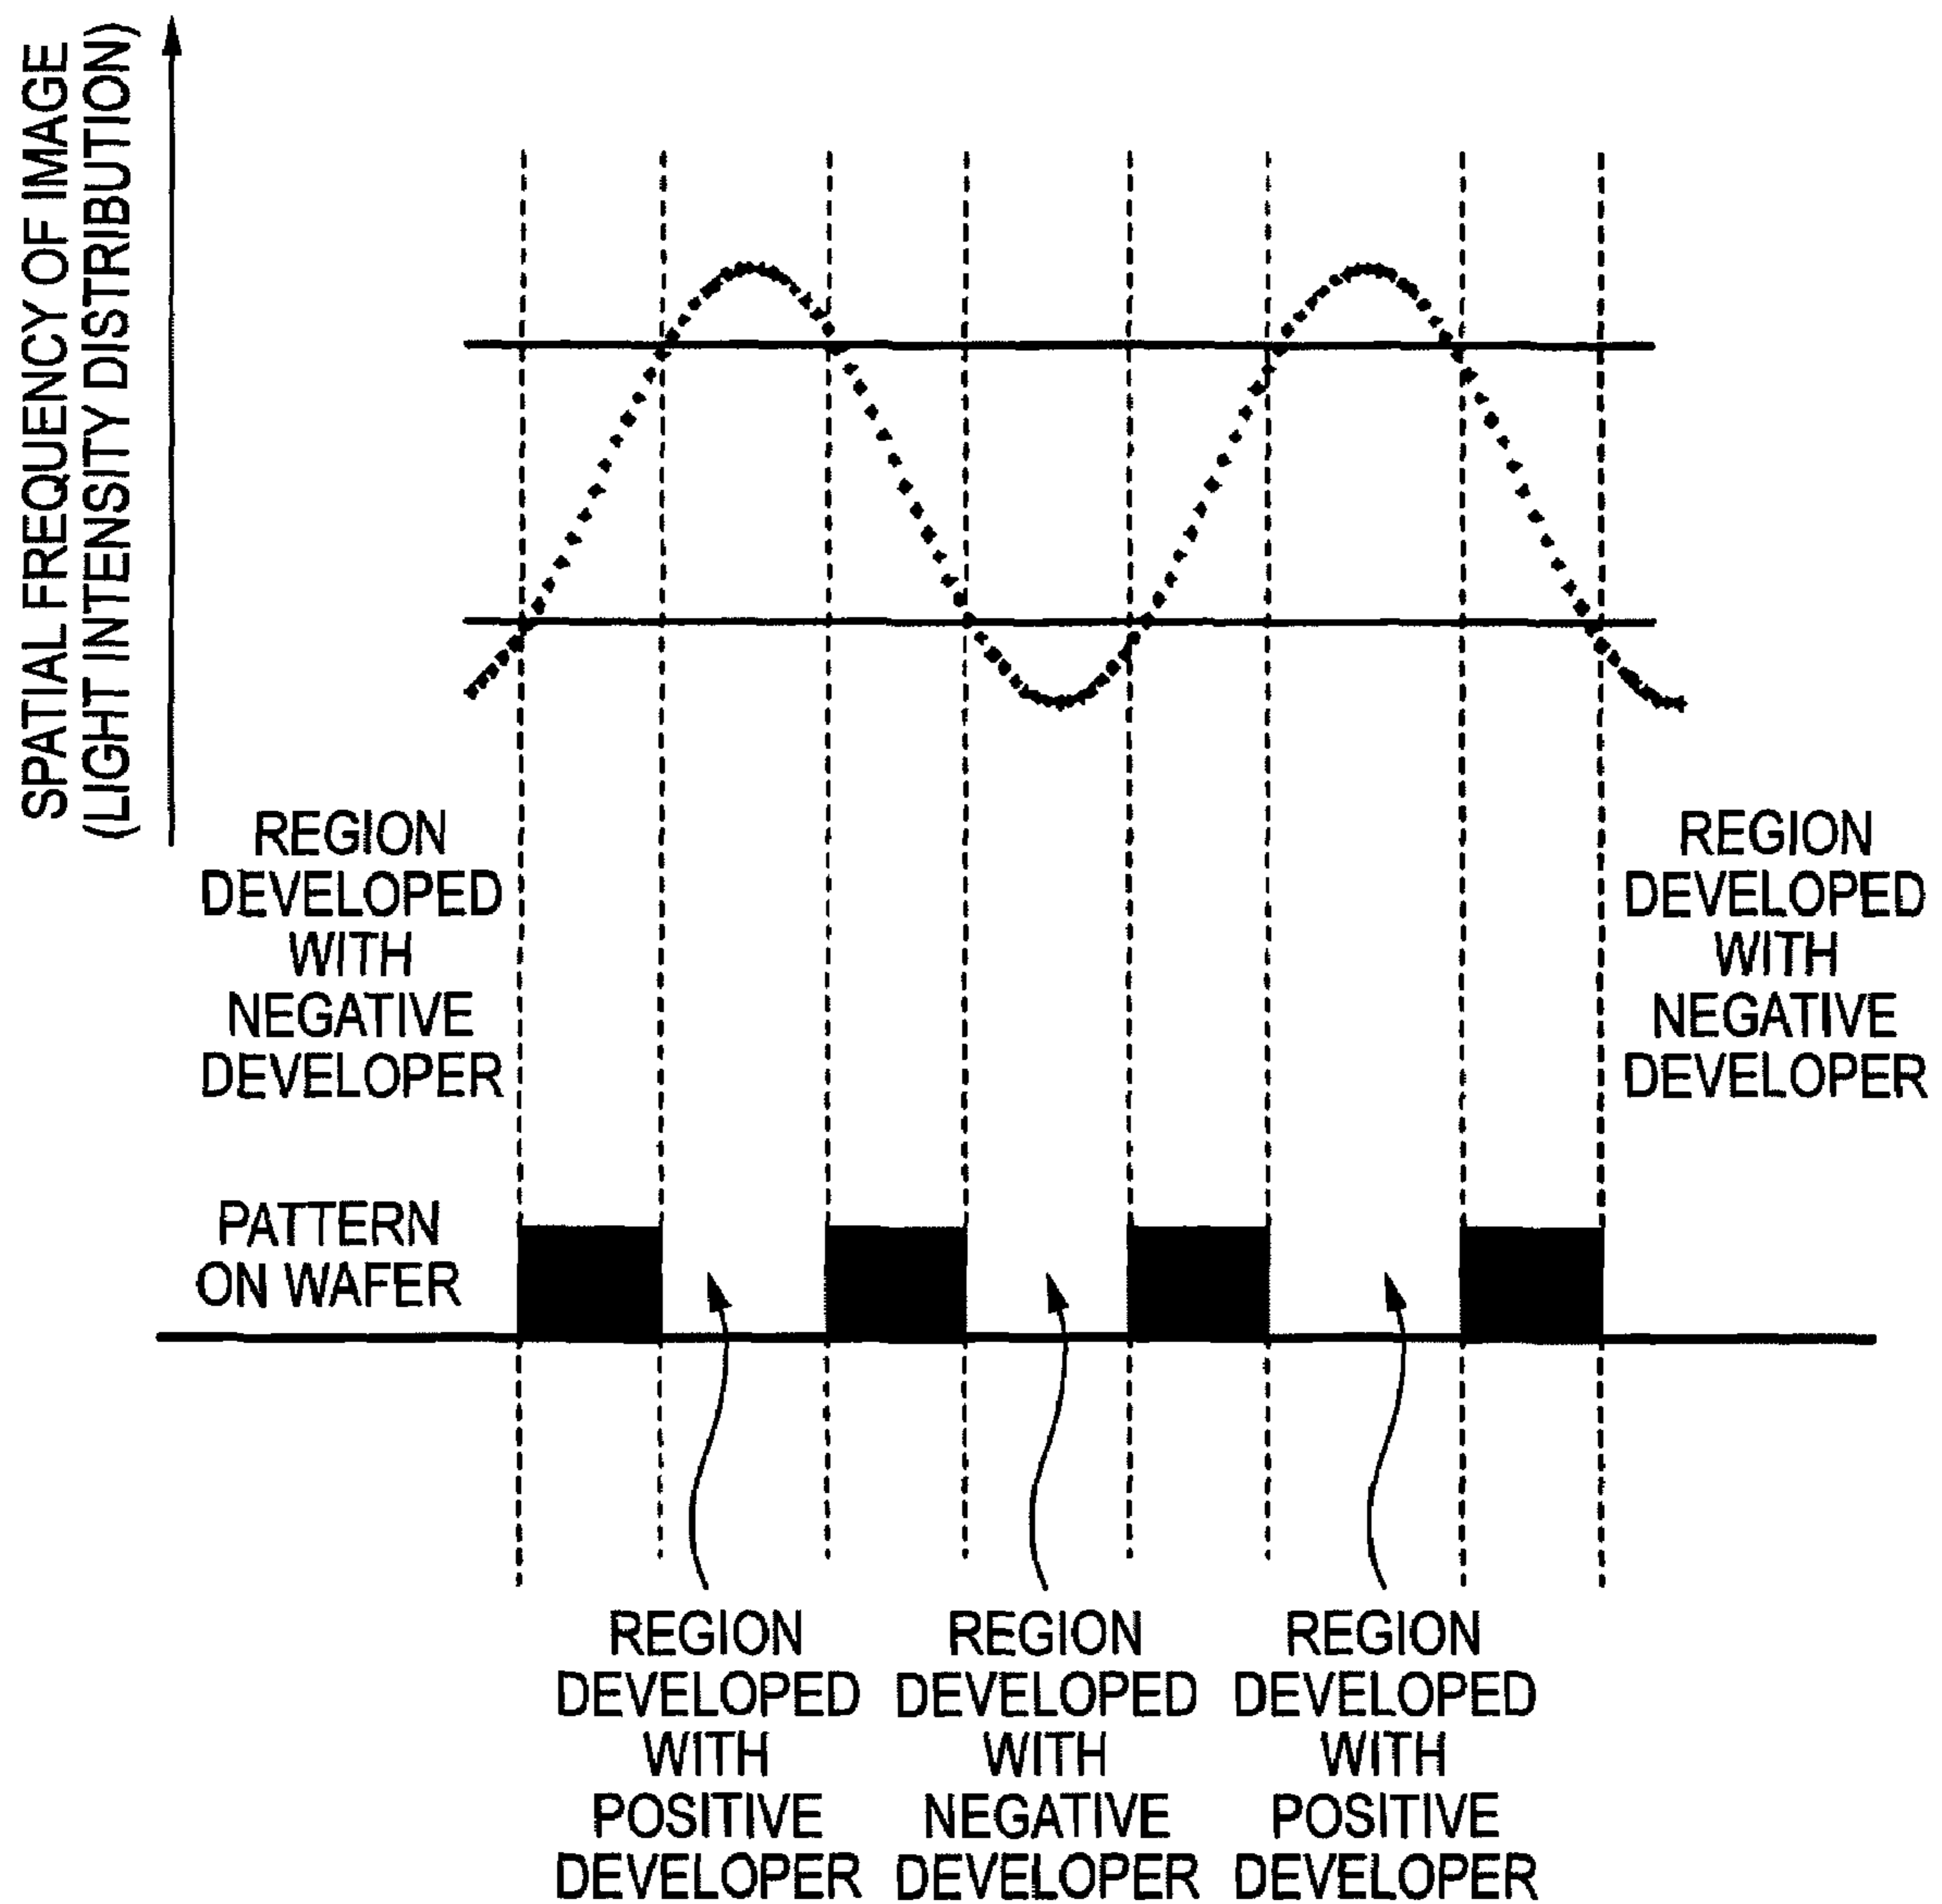 SPATIAL FREQUENCY OF IMAGE
(LIGHT INTENSITY DISTRIBUTION)
REGION
DEVELOPED
WITH
NEGATIVE
DEVELOPER
REGION
DEVELOPED
WITH
NEGATIVE
DEVELOPER
PATTERN
ON WAFER
REGION
DEVELOPED
WITH
POSITIVE
DEVELOPER
REGION
DEVELOPED
WITH
NEGATIVE
DEVELOPER
REGION
DEVELOPED
WITH
POSITIVE
DEVELOPER